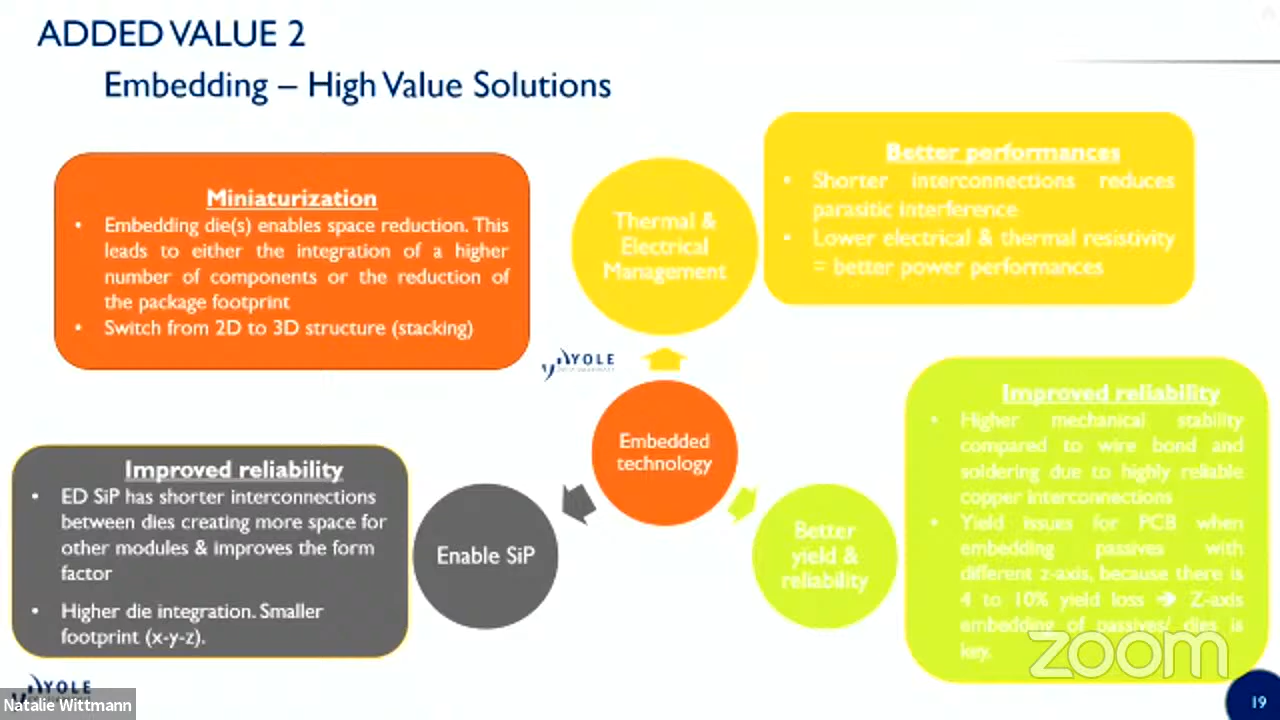 ADDED VALUE 2
Embedding – High Value Solutions
Miniaturization
• Embedding die(s) enables space reduction. This
leads to either the integration of a higher
number of components or the reduction of
the package footprint
• Switch from 2D to 3D structure (stacking)
Thermal &
Electrical
Management
Better performances
• Shorter interconnections reduces
parasitic interference
• Lower electrical & thermal resistivity
= better power performances
YOLE
Embedded
technology
Improved reliability
• ED SiP has shorter interconnections
between dies creating more space for
other modules & improves the form
factor
• Higher die integration. Smaller
footprint (x-y-z).
Enable SiP
Better
yield &
reliability
Improved reliability
• Higher mechanical stability
compared to wire bond and
soldering due to highly reliable
copper interconnections
• Yield issues for PCB when
embedding passives with
different z-axis, because there is
4 to 10% yield loss ➔ Z-axis
embedding of passives/ dies is
key.
zoom
YOLE
Natalie Wittmann
19